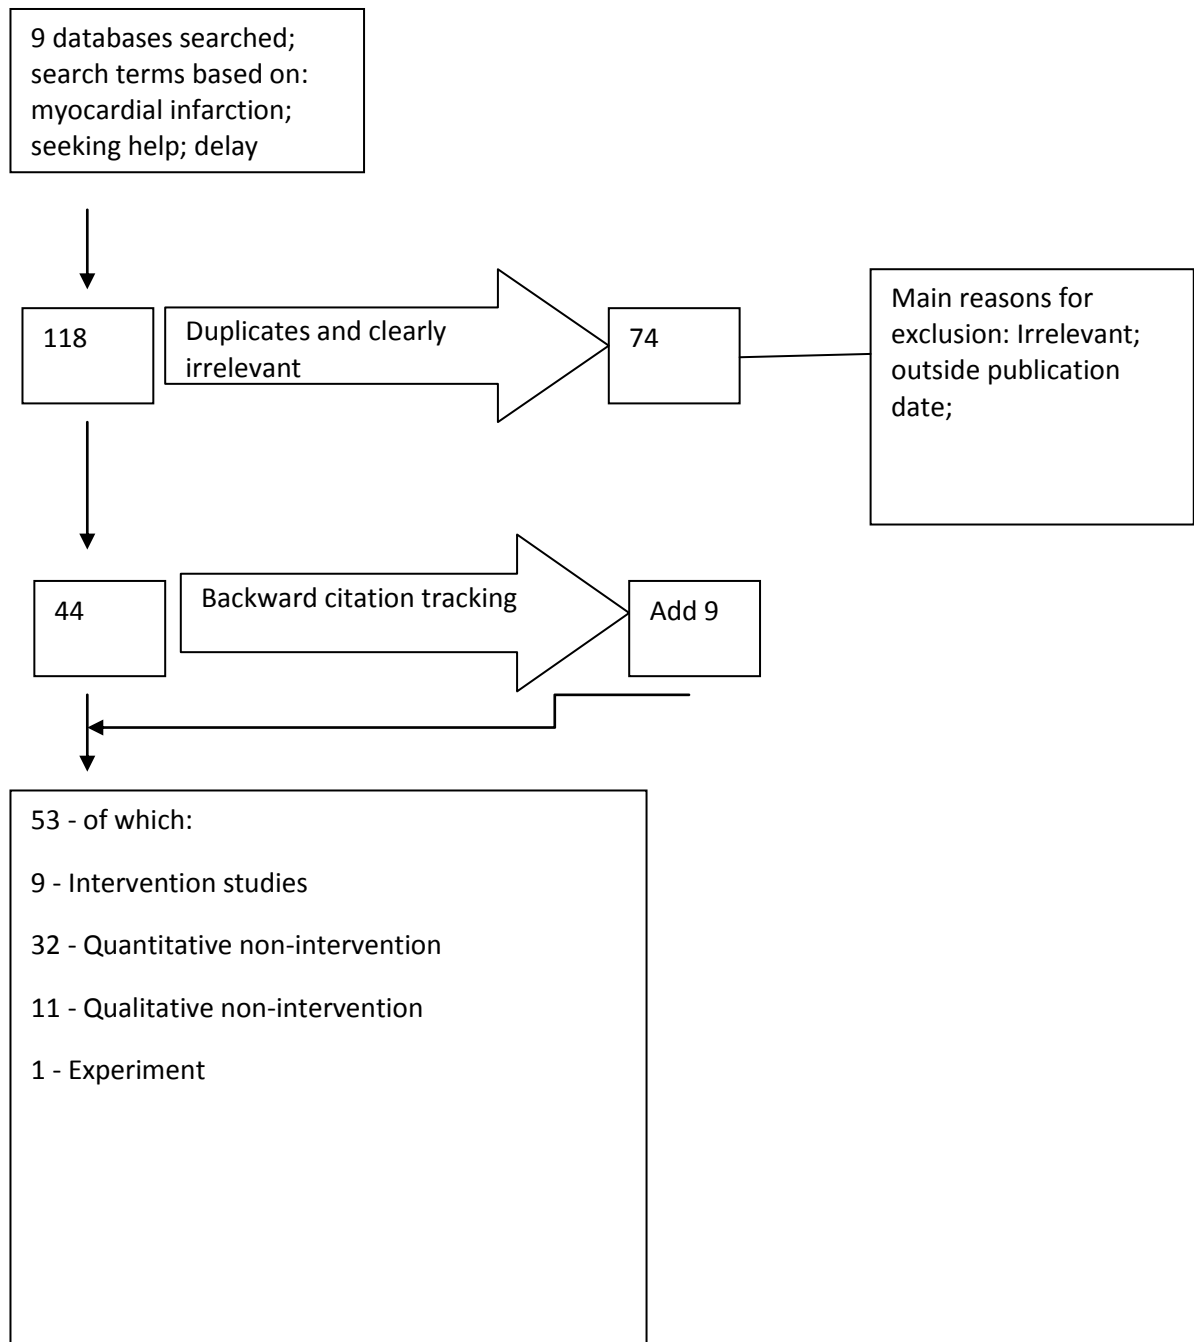 9 databases searched;
search terms based on:
myocardial infarction;
seeking help; delay
118
Duplicates and clearly
irrelevant
74
Main reasons for
exclusion: Irrelevant;
outside publication
date;
44
Backward citation tracking
Add 9
53 - of which:
9 - Intervention studies
32 - Quantitative non-intervention
11 - Qualitative non-intervention
1 - Experiment